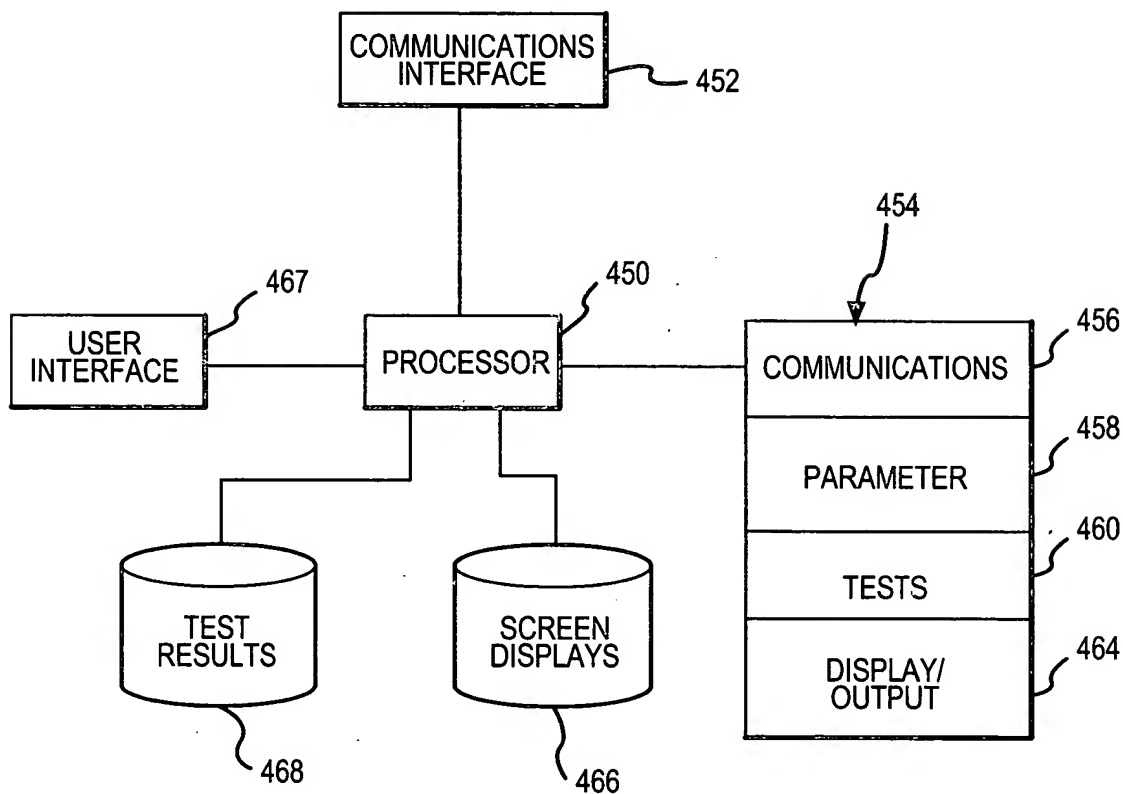 COMMUNICATIONS
INTERFACE
452
454
467
450
456
USER
INTERFACE
PROCESSOR
COMMUNICATIONS
458
PARAMETER
460
TESTS
TEST
RESULTS
SCREEN
DISPLAYS
464
DISPLAY/
OUTPUT
468
466